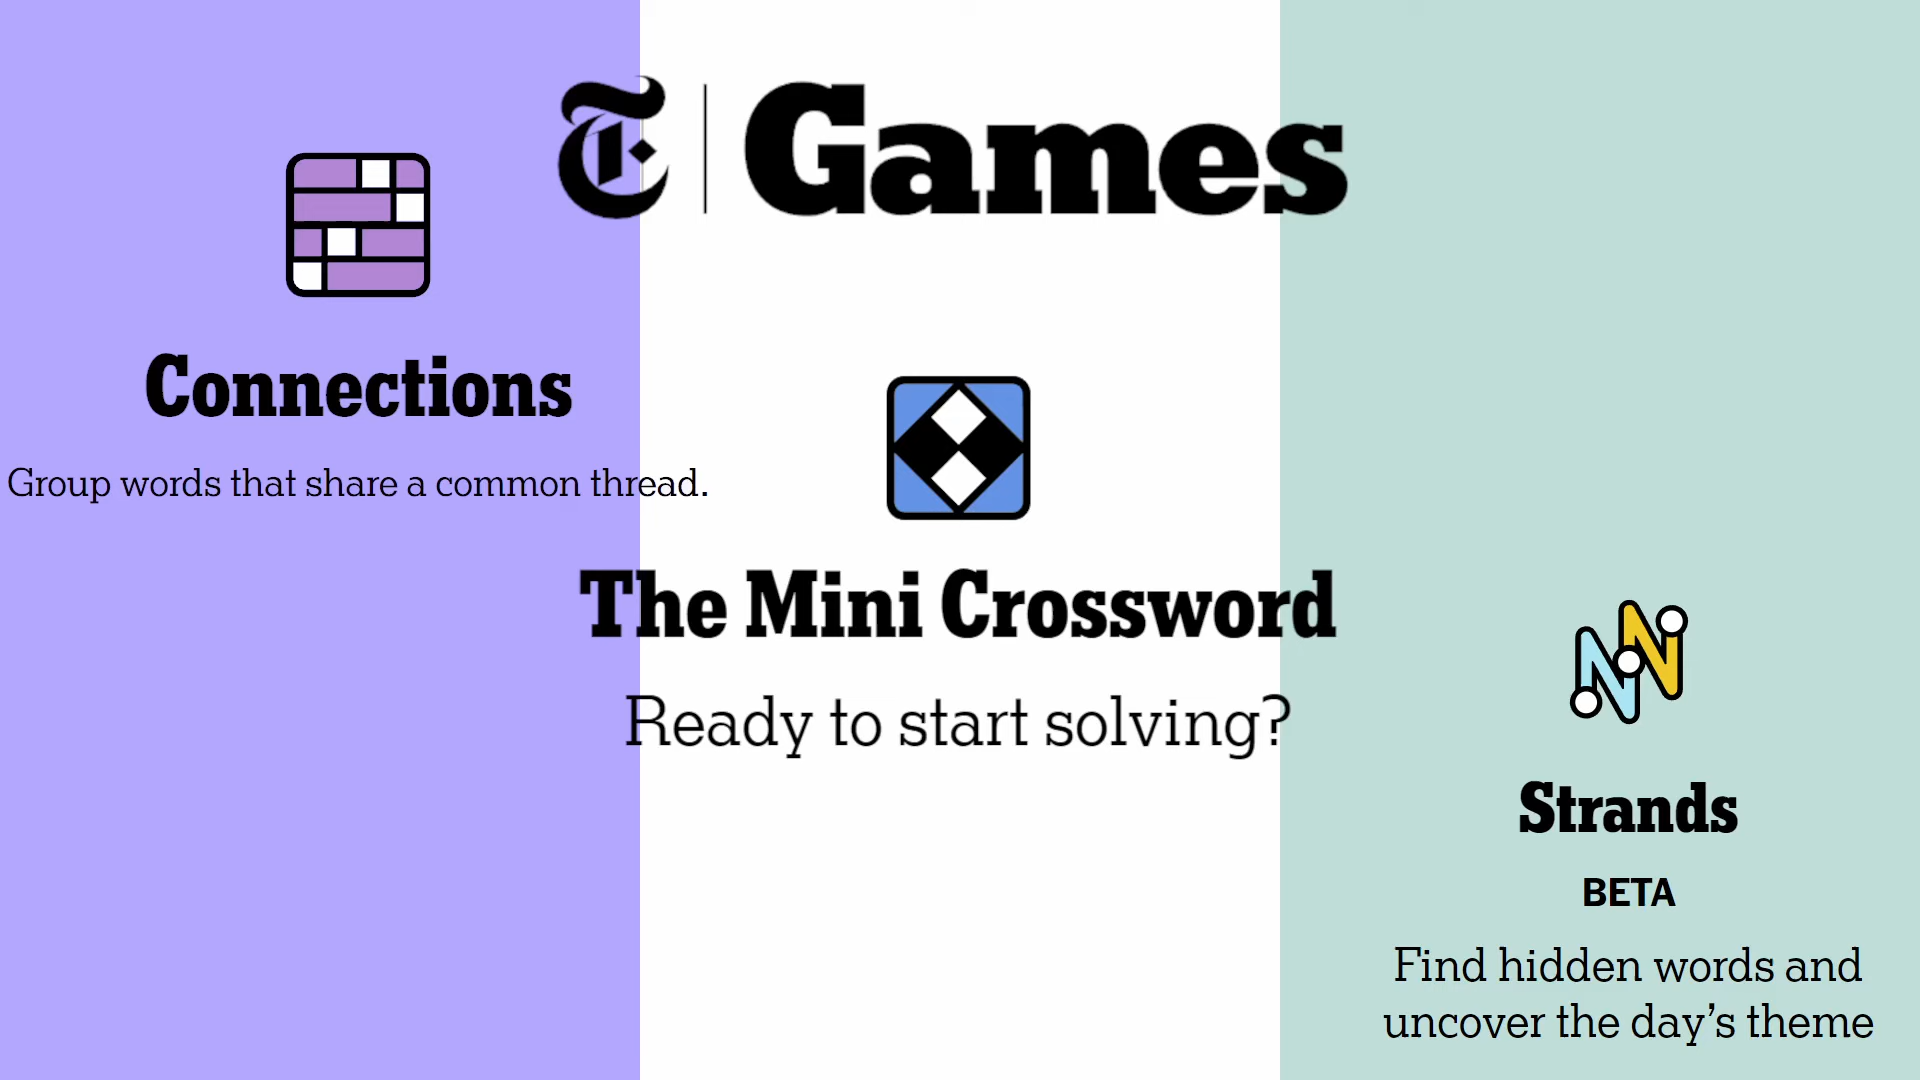 T | Games
Connections
Group words that share a common thread.
The Mini Crossword
Ready to start solving?
Strands
BETA
Find hidden words and
uncover the day’s theme